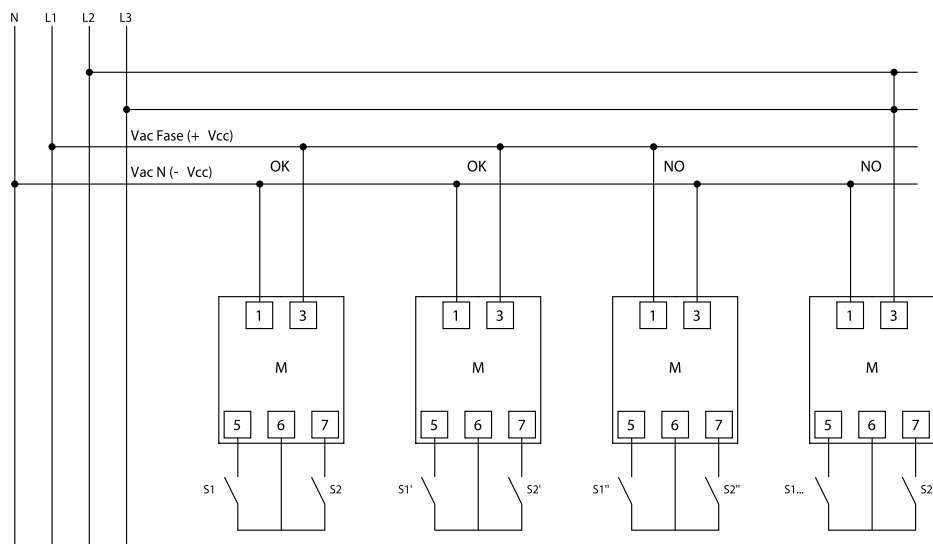 N L1 L2 L3
Vac Fase (+ Vcc)
OK OK NO NO
Vac N (- Vcc)
1 3 1 3 1 3 1 3
M M M M
5 6 7 5 6 7 5 6 7 5 6 7
S1 S2 S1' S2' S1" S2" S1... S2